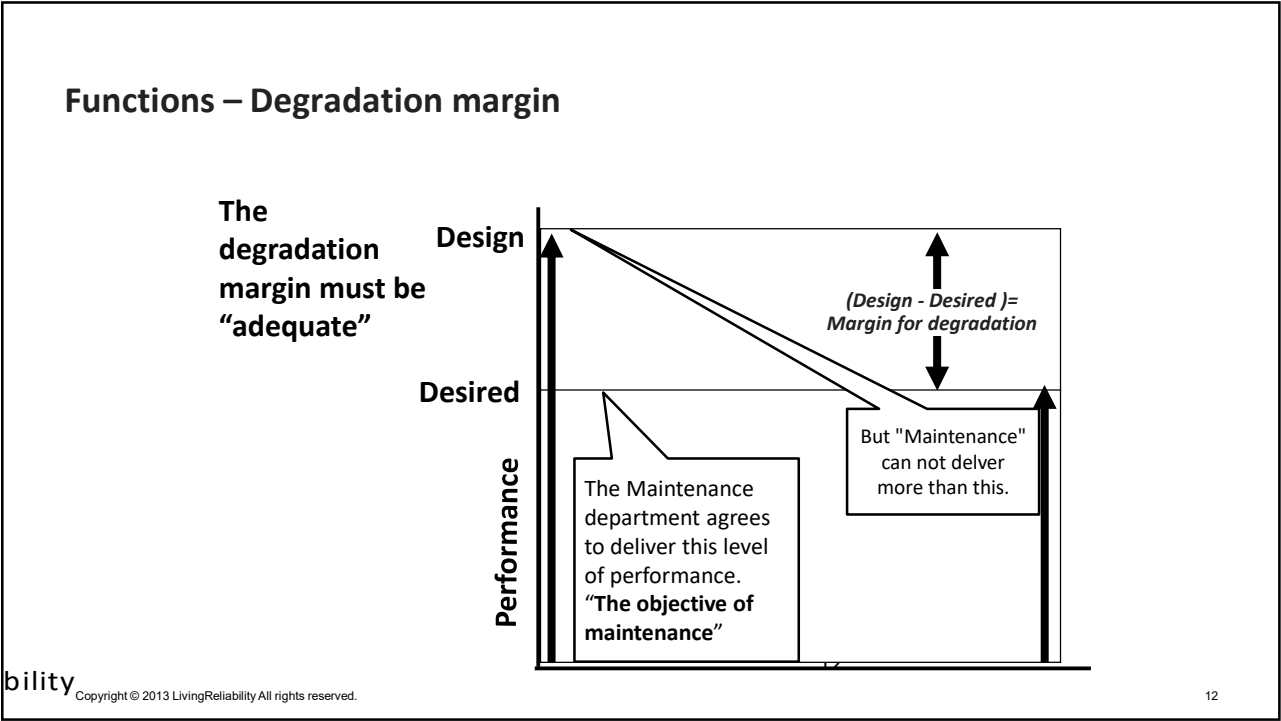 Functions – Degradation margin
The
degradation
margin must be
“adequate”
Design
(Design - Desired )=
Margin for degradation
Desired
But "Maintenance"
can not delver
more than this.
Performance
The Maintenance
department agrees
to deliver this level
of performance.
“The objective of
maintenance”
bility
Copyright © 2013 LivingReliability All rights reserved.
12